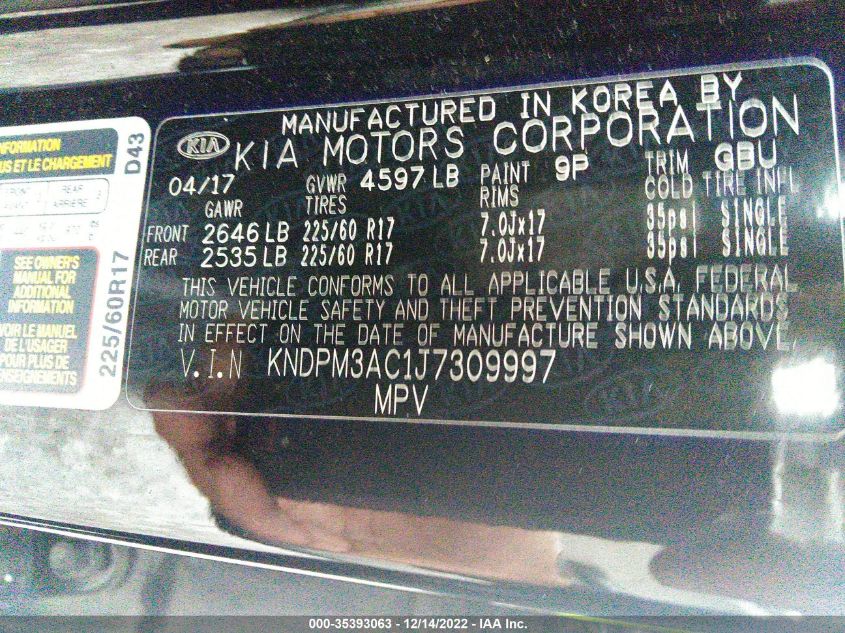 MANUFACTURED IN KOREA BY
KIA KIA MOTORS CORPORATION
04/17 GVWR 4597 LB PAINT 9P TRIM GBU
GAWR TIRES RIMS COLD TIRE INFL
FRONT 2646 LB 225/60 R17 7.0Jx17 35psi SINGLE
REAR 2535 LB 225/60 R17 7.0Jx17 35psi SINGLE
THIS VEHICLE CONFORMS TO ALL APPLICABLE U.S.A. FEDERAL
MOTOR VEHICLE SAFETY AND THEFT PREVENTION STANDARDS
IN EFFECT ON THE DATE OF MANUFACTURE SHOWN ABOVE.
V.I.N KNDPM3AC1J7309997
MPV
INFORMATION
ET LE CHARGEMENT
REAR
ARRIÈRE
SEE OWNER'S
MANUAL FOR
ADDITIONAL
INFORMATION
LE MANUEL
DE L'USAGER
POUR PLUS DE
D43
225/60R17
000-35393063 - 12/14/2022 - IAA Inc.